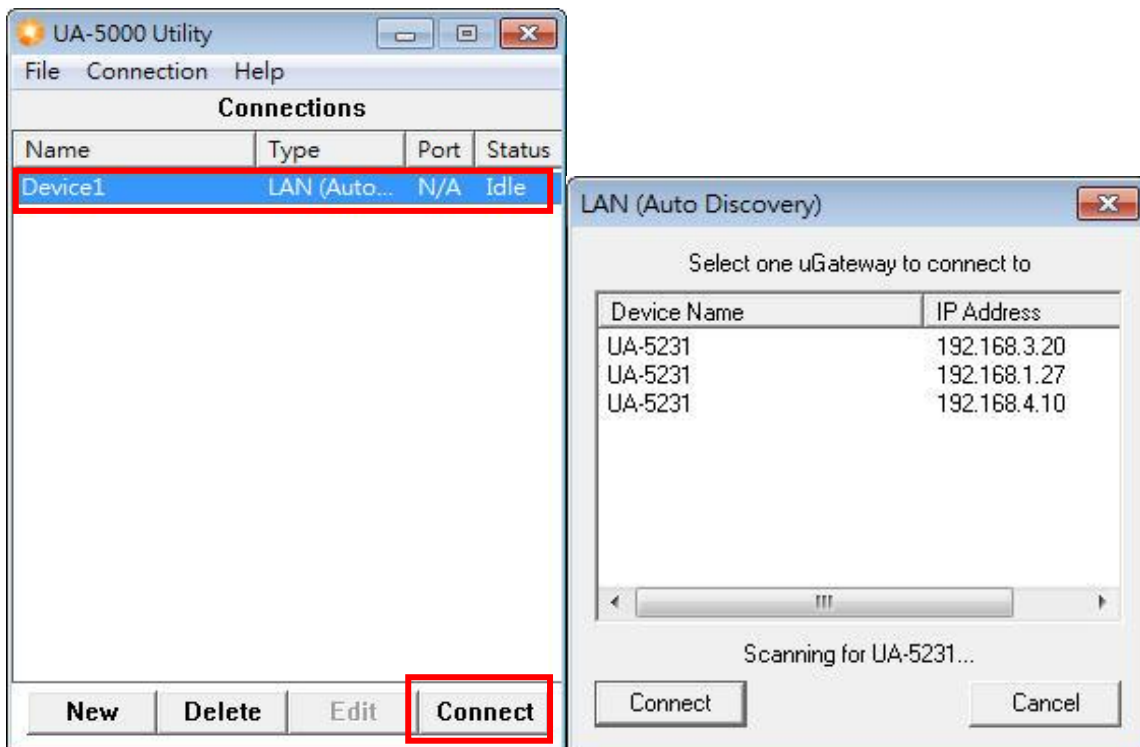 UA-5000 Utility
File Connection Help
Connections
Name Type Port Status
Device1 LAN (Auto... N/A Idle
New Delete Edit Connect
LAN (Auto Discovery)
Select one uGateway to connect to
Device Name IP Address
UA-5231 192.168.3.20
UA-5231 192.168.1.27
UA-5231 192.168.4.10
Scanning for UA-5231...
Connect Cancel